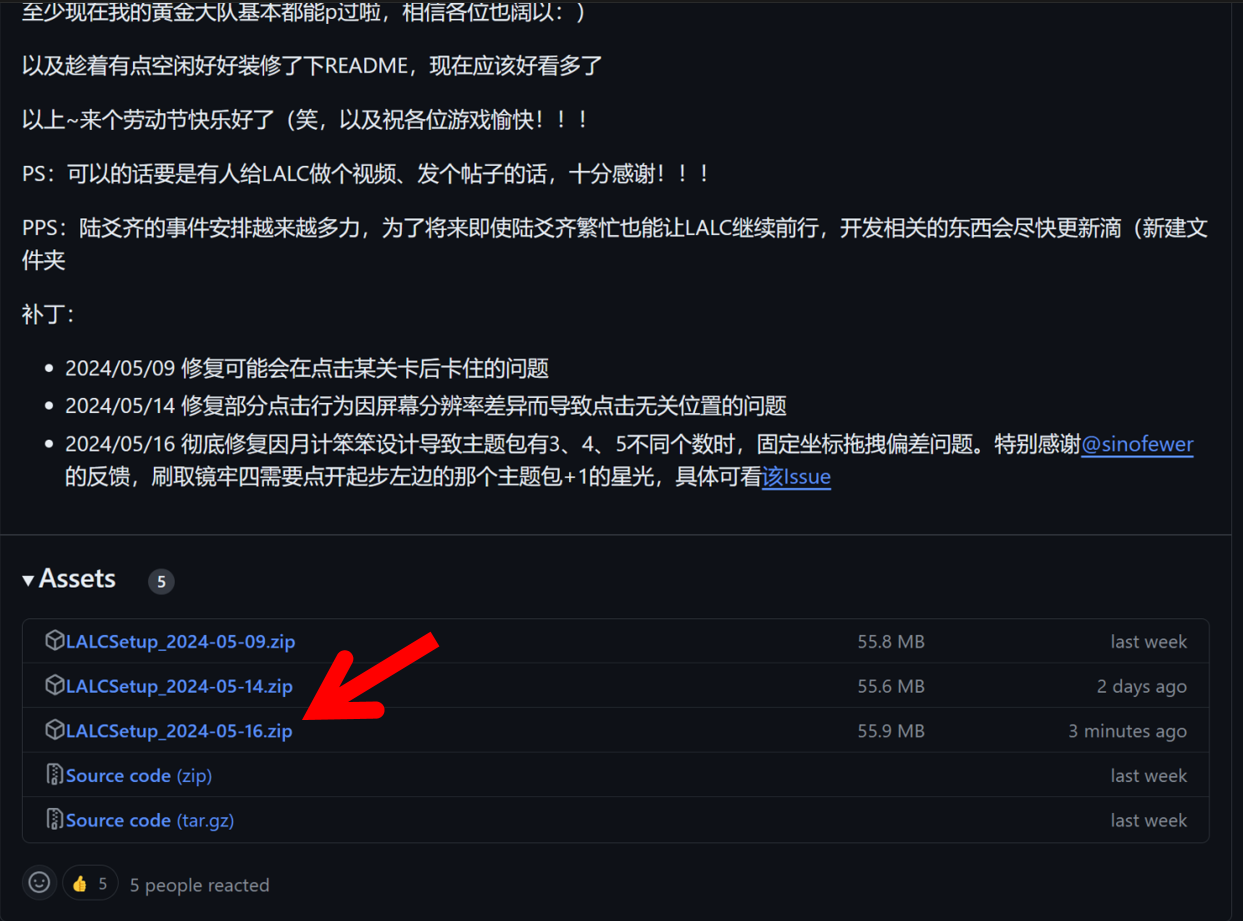 至少现在我的黄金大队基本都能p过啦，相信各位也阔以：）
以及趁着有点空闲好好装修了下README，现在应该好看多了
以上~来个劳动节快乐好了（笑，以及祝各位游戏愉快！！！
PS：可以的话要是有人给LALC做个视频、发个帖子的话，十分感谢！！！
PPS：陆爻齐的事件安排越来越多力，为了将来即使陆爻齐繁忙也能让LALC继续前行，开发相关的东西会尽快更新滴（新建文
件夹
补丁：
• 2024/05/09 修复可能会在点击某关卡后卡住的问题
• 2024/05/14 修复部分点击行为因屏幕分辨率差异而导致点击无关位置的问题
• 2024/05/16 彻底修复因月计笨笨设计导致主题包有3、4、5不同个数时，固定坐标拖拽偏差问题。特别感谢@sinofewer
的反馈，刷取镜牢四需要点开起步左边的那个主题包+1的星光，具体可看该Issue
Assets 5
LALCSetup_2024-05-09.zip 55.8 MB last week
LALCSetup_2024-05-14.zip 55.6 MB 2 days ago
LALCSetup_2024-05-16.zip 55.9 MB 3 minutes ago
Source code (zip) last week
Source code (tar.gz) last week
👍 5 5 people reacted